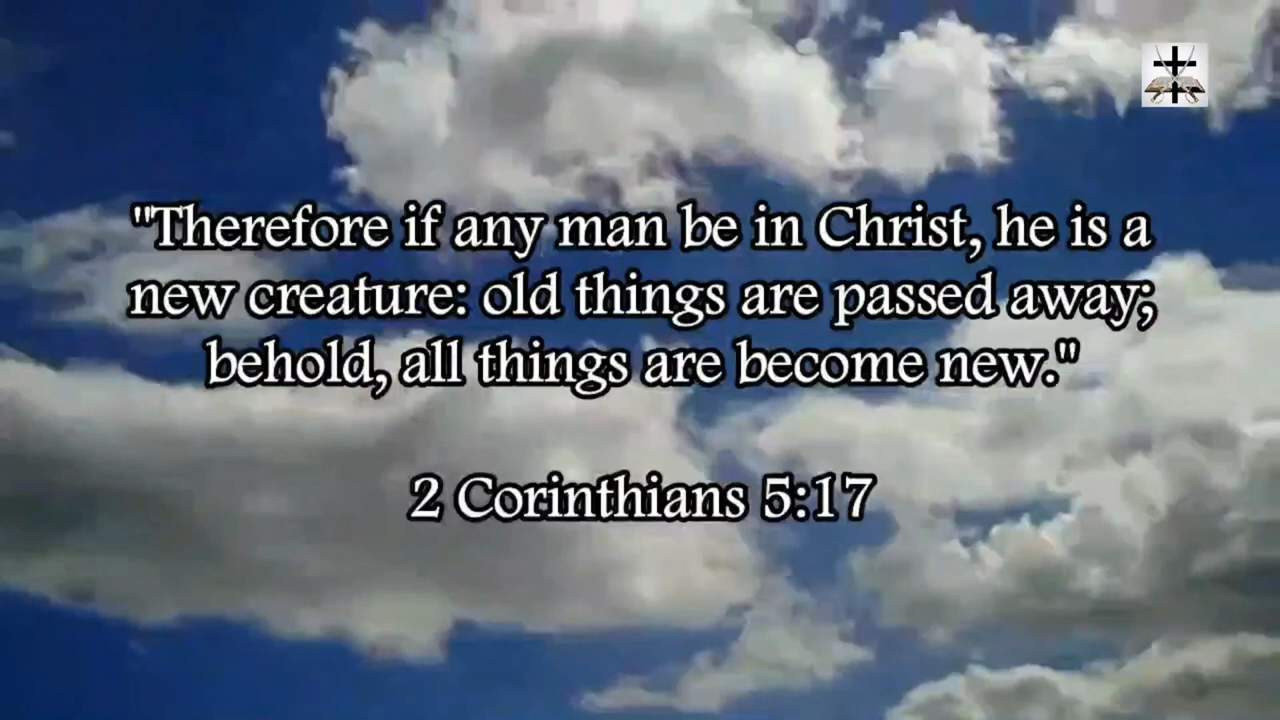 "Therefore if any man be in Christ, he is a
new creature: old things are passed away;
behold, all things are become new."
2 Corinthians 5:17